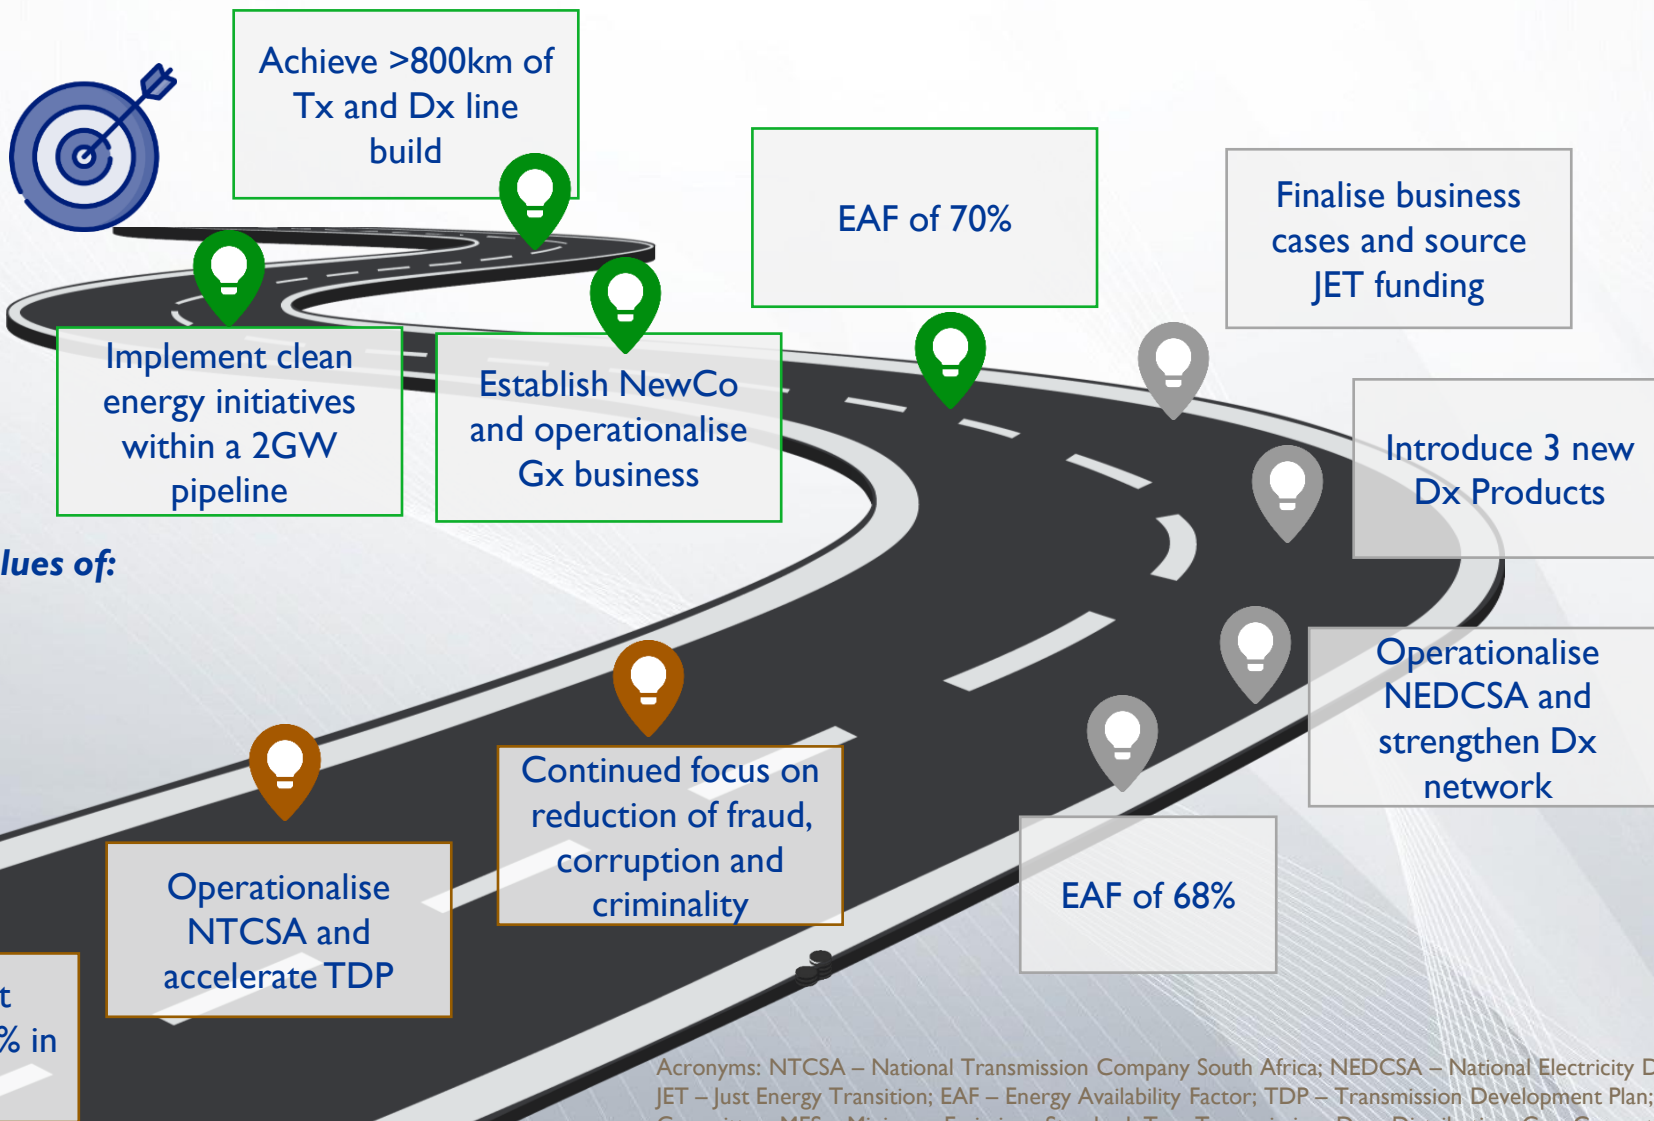 Achieve >800km of
Tx and Dx line
build
EAF of 70%
Finalise business
cases and source
JET funding
Implement clean
energy initiatives
within a 2GW
pipeline
Establish NewCo
and operationalise
Gx business
Introduce 3 new
Dx Products
lues of:
Operationalise
NEDCSA and
strengthen Dx
network
Continued focus on
reduction of fraud,
corruption and
criminality
Operationalise
NTCSA and
accelerate TDP
EAF of 68%
t
% in
Acronyms: NTCSA – National Transmission Company South Africa; NEDCSA – National Electricity D
JET – Just Energy Transition; EAF – Energy Availability Factor; TDP – Transmission Development Plan;